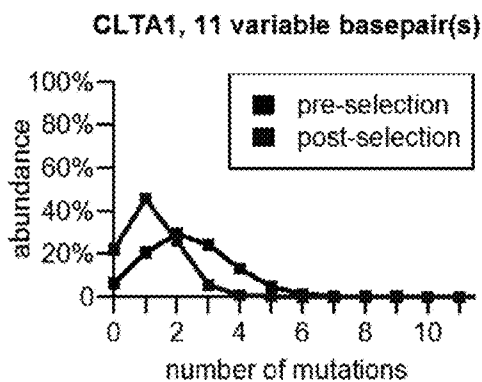 CLTA1, 11 variable basepair(s)
100%
80%
60%
40%
20%
0
abundance
pre-selection
post-selection
0 2 4 6 8 10
number of mutations